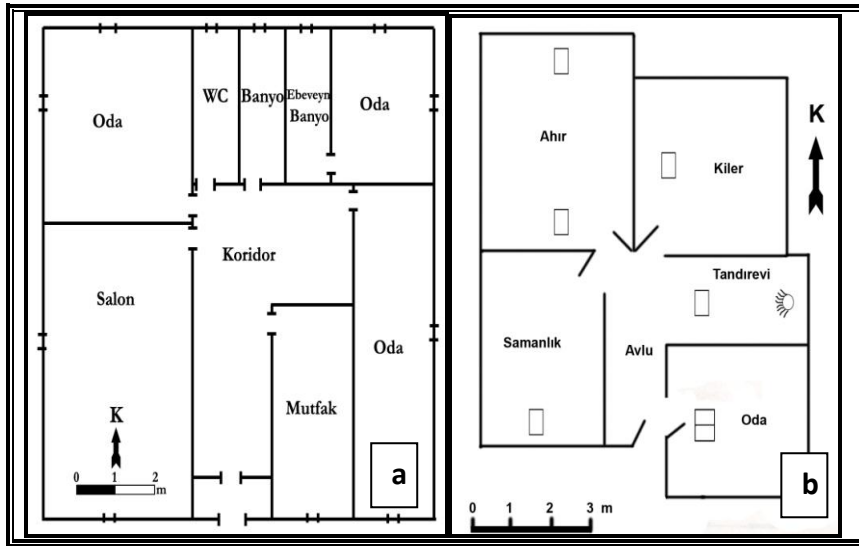 Oda
WC
Banyo
Ebeveyn
Banyo
Oda
Koridor
Salon
Oda
Mutfak
K
0 1 2
m
a
Ahır
Kiler
K
Tandırevi
Samanlık
Avlu
Oda
0 1 2 3 m
b